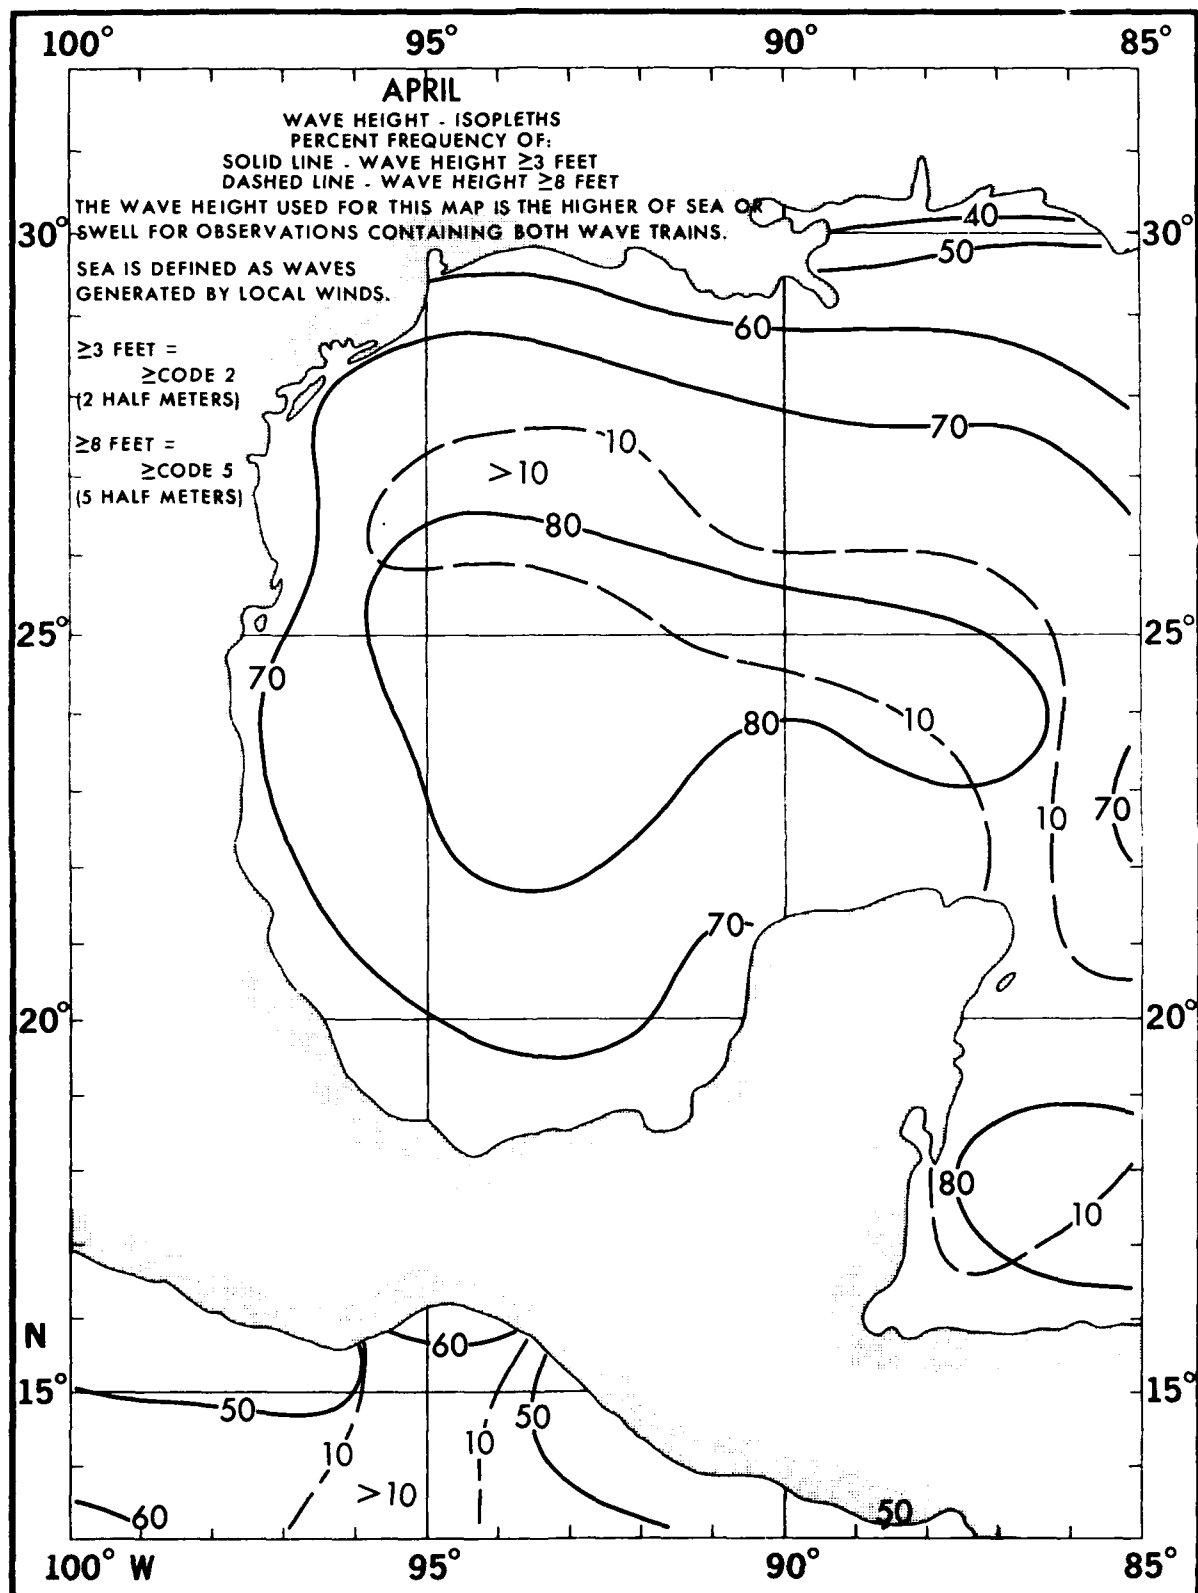 100° 95° 90° 85°
APRIL
WAVE HEIGHT - ISOPLETHS
PERCENT FREQUENCY OF:
SOLID LINE - WAVE HEIGHT ≥3 FEET
DASHED LINE - WAVE HEIGHT ≥8 FEET
THE WAVE HEIGHT USED FOR THIS MAP IS THE HIGHER OF SEA OR
SWELL FOR OBSERVATIONS CONTAINING BOTH WAVE TRAINS.
40
30° 30°
50
SEA IS DEFINED AS WAVES
GENERATED BY LOCAL WINDS.
60
≥3 FEET =
≥CODE 2
(2 HALF METERS)
70
≥8 FEET =
≥CODE 5
(5 HALF METERS)
10
>10
80
25° 25°
70
10
80
70
10
70
20° 20°
80
10
N
60
15° 15°
50
50
10
10
>10
60
50
100° W 95° 90° 85°